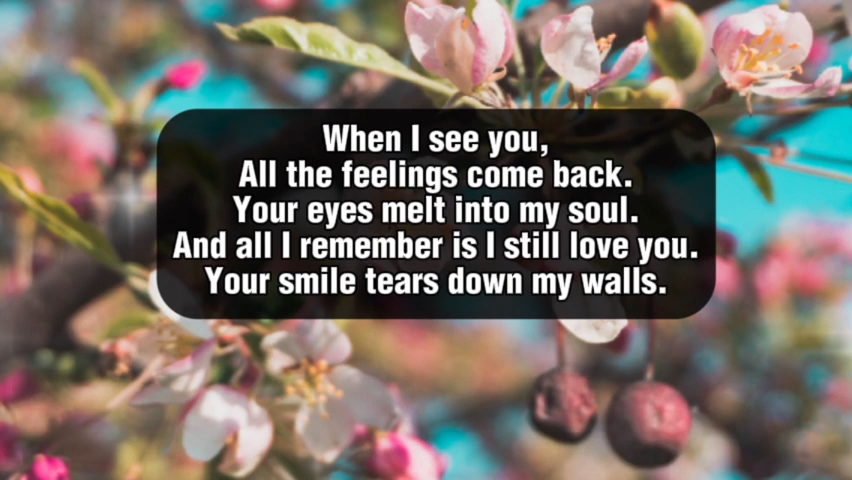 When I see you,
All the feelings come back.
Your eyes melt into my soul.
And all I remember is I still love you.
Your smile tears down my walls.